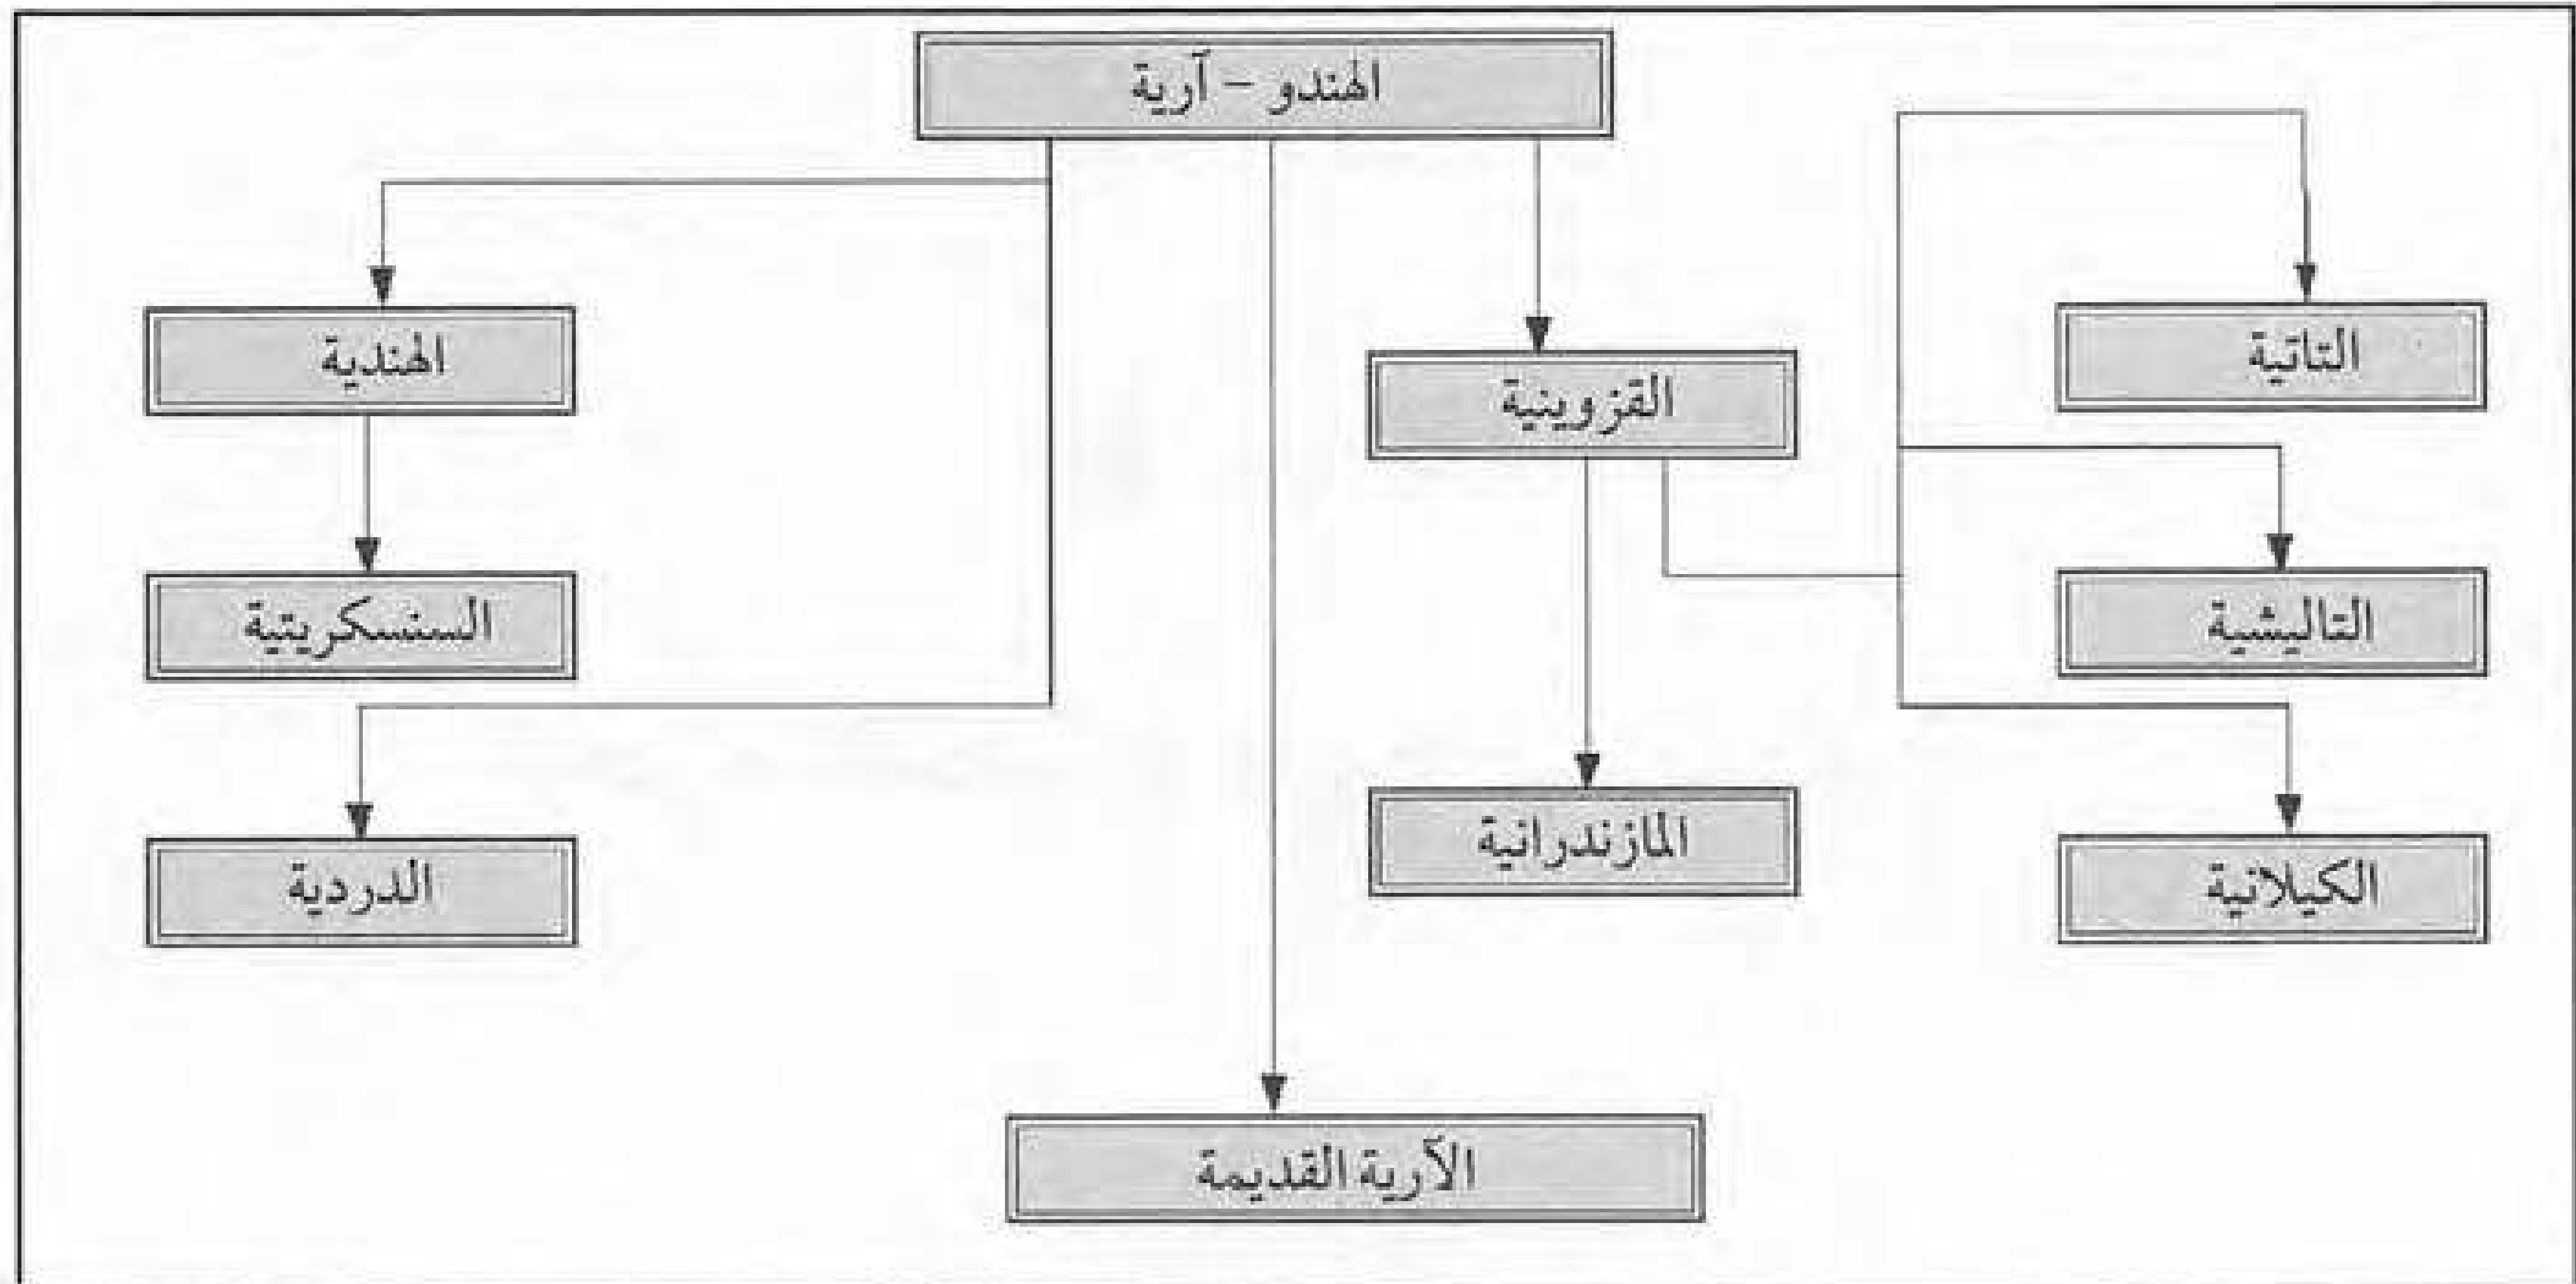 الهندو – آرية
التاتية
القزوينية
الهندية
التاليشية
السنسكريتية
المازندرانية
الكيلانية
الدردية
الآرية القديمة